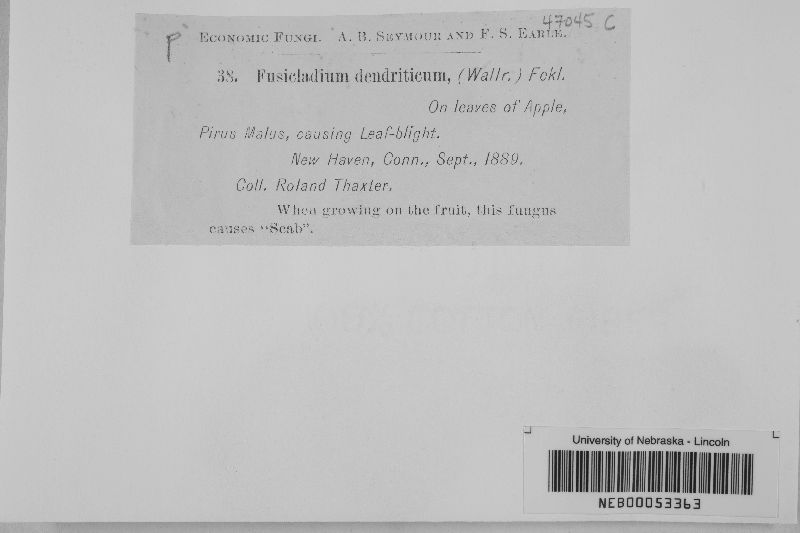 47045 C
P ECONOMIC FUNGI. A. B. SEYMOUR AND F. S. EARLE.
38. Fusicladium dendriticum, (Wallr.) Fckl.
On leaves of Apple,
Pirus Malus, causing Leaf-blight.
New Haven, Conn., Sept., 1889.
Coll. Roland Thaxter.
When growing on the fruit, this fungus
causes "Scab".
University of Nebraska - Lincoln
NEB00053363